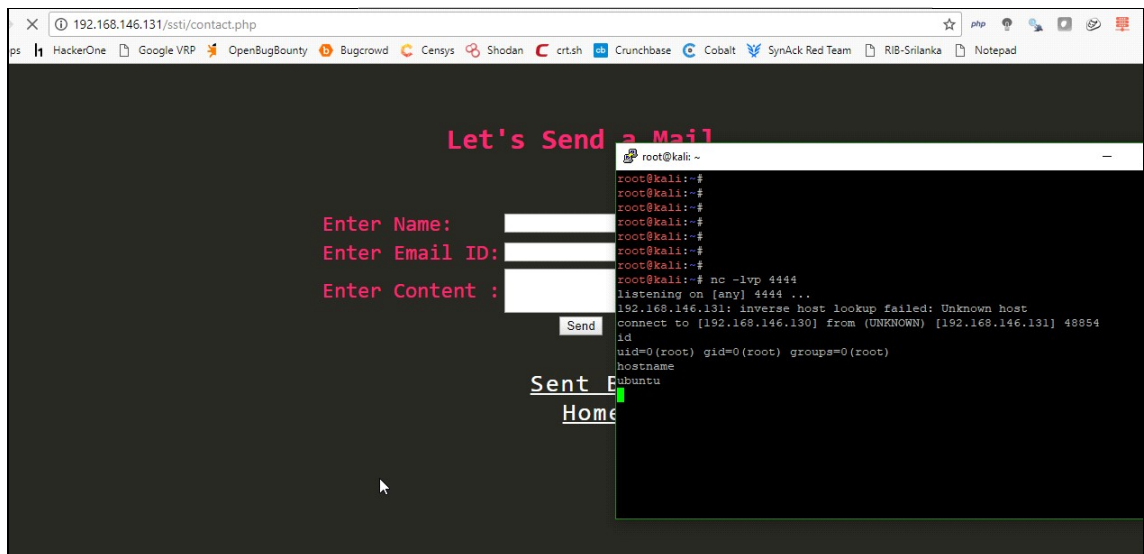 192.168.146.131/ssti/contact.php
php
ps HackerOne Google VRP OpenBugBounty Bugcrowd Censys Shodan crt.sh cb Crunchbase Cobalt SynAck Red Team RIB-Srilanka Notepad
Let's Send a Mail
Enter Name:
Enter Email ID:
Enter Content :
Send
Sent
Home
root@kali: ~
root@kali:~#
root@kali:~#
root@kali:~#
root@kali:~#
root@kali:~#
root@kali:~#
root@kali:~#
root@kali:~# nc -lvp 4444
listening on [any] 4444 ...
192.168.146.131: inverse host lookup failed: Unknown host
connect to [192.168.146.130] from (UNKNOWN) [192.168.146.131] 48854
id
uid=0(root) gid=0(root) groups=0(root)
hostname
ubuntu